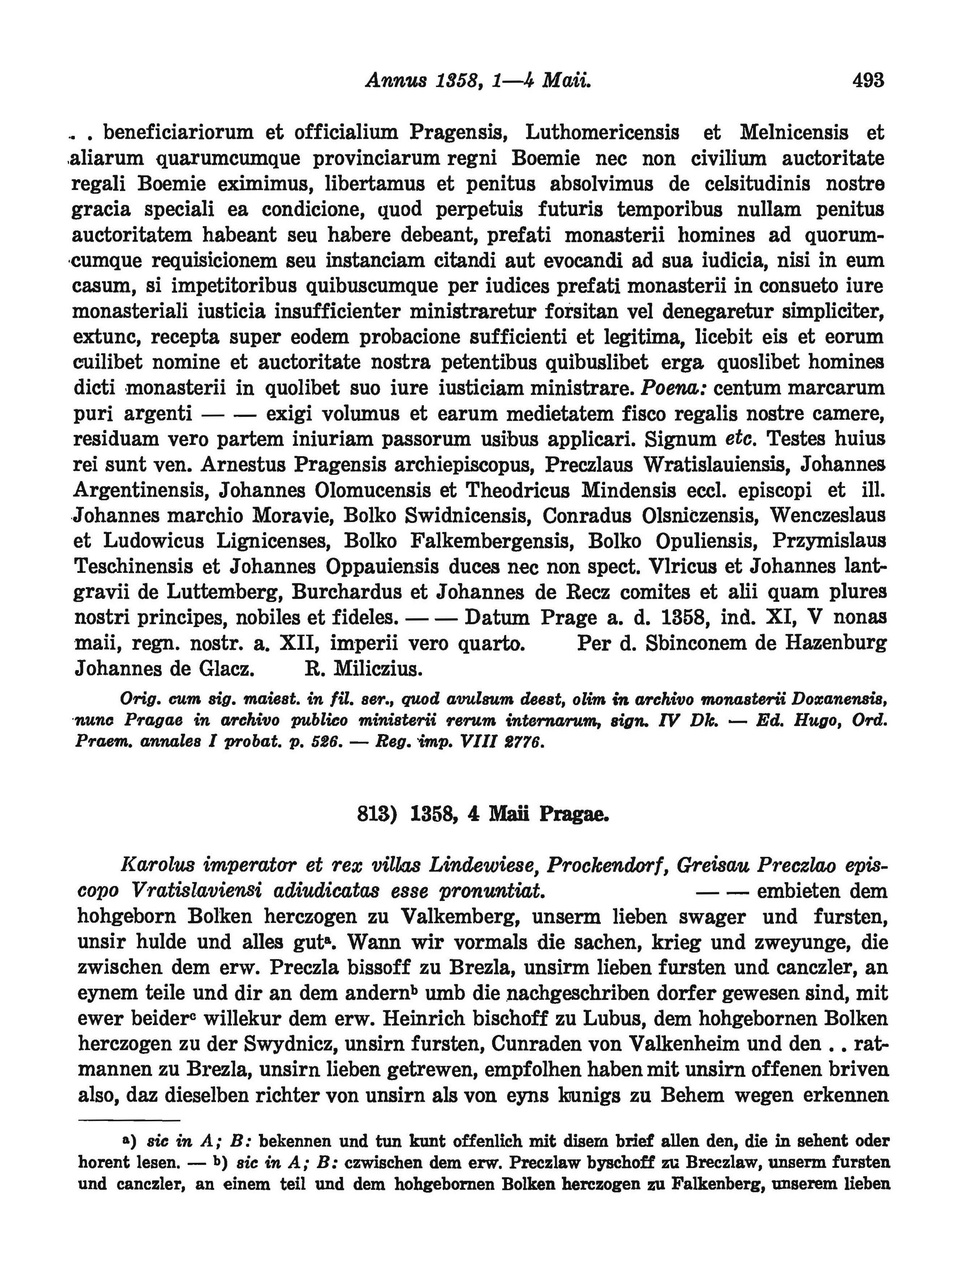 Annus 1358, 1—4 Maii. 493
. . beneficiariorum et officialium Pragensis, Luthomericensis et Melnicensis et
aliarum quarumcumque provinciarum regni Boemie nec non civilium auctoritate
regali Boemie eximimus, libertamus et penitus absolvimus de celsitudinis nostre
gracia speciali ea condicione, quod perpetuis futuris temporibus nullam penitus
auctoritatem habeant seu habere debeant, prefati monasterii homines ad quorum-
cumque requisicionem seu instanciam citandi aut evocandi ad sua iudicia, nisi in eum
casum, si impetitoribus quibuscumque per iudices prefati monasterii in consueto iure
monasteriali iusticia insufficienter ministraretur forsitan vel denegaretur simpliciter,
extunc, recepta super eodem probacione sufficienti et legitima, licebit eis et eorum
cuilibet nomine et auctoritate nostra petentibus quibuslibet erga quoslibet homines
dicti monasterii in quolibet suo iure iusticiam ministrare. Poena: centum marcarum
puri argenti — — exigi volumus et earum medietatem fisco regalis nostre camere,
residuam vero partem iniuriam passorum usibus applicari. Signum etc. Testes huius
rei sunt ven. Arnestus Pragensis archiepiscopus, Preczlaus Wratislauiensis, Johannes
Argentinensis, Johannes Olomucensis et Theodricus Mindensis eccl. episcopi et ill.
Johannes marchio Moravie, Bolko Swidnicensis, Conradus Olsniczensis, Wenczeslaus
et Ludowicus Lignicenses, Bolko Falkembergensis, Bolko Opuliensis, Przymislaus
Teschinensis et Johannes Oppauiensis duces nec non spect. Vlricus et Johannes lant-
gravii de Luttemberg, Burchardus et Johannes de Recz comites et alii quam plures
nostri principes, nobiles et fideles. — — Datum Prage a. d. 1358, ind. XI, V nonas
maii, regn. nostr. a. XII, imperii vero quarto. Per d. Sbinconem de Hazenburg
Johannes de Glacz. R. Miliczius.
Orig. cum sig. maiest. in fil. ser., quod avulsum deest, olim in archivo monasterii Doxanensis,
nunc Pragae in archivo publico ministerii rerum internarum, sign. IV Dk. — Ed. Hugo, Ord.
Praem. annales I probat. p. 526. — Reg. imp. VIII 2776.
813) 1358, 4 Maii Pragae.
Karolus imperator et rex villas Lindewiese, Prockendorf, Greisau Preczlao epis-
copo Vratislaviensi adiudicatas esse pronuntiat. — — embieten dem
hohgeborn Bolken herczogen zu Valkemberg, unserm lieben swager und fursten,
unsir hulde und alles gutᵃ. Wann wir vormals die sachen, krieg und zweyunge, die
zwischen dem erw. Preczla bissoff zu Brezla, unsirm lieben fursten und canczler, an
eynem teile und dir an dem andernᵇ umb die nachgeschriben dorfer gewesen sind, mit
ewer beiderᶜ willekur dem erw. Heinrich bischoff zu Lubus, dem hohgebornen Bolken
herczogen zu der Swydnicz, unsirn fursten, Cunraden von Valkenheim und den . . rat-
mannen zu Brezla, unsirn lieben getrewen, empfolhen haben mit unsirn offenen briven
also, daz dieselben richter von unsirn als von eyns kunigs zu Behem wegen erkennen
ᵃ) sic in A; B: bekennen und tun kunt offenlich mit disem brief allen den, die in sehent oder
horent lesen. — ᵇ) sic in A; B: czwischen dem erw. Preczlaw byschoff zu Breczlaw, unserm fursten
und canczler, an einem teil und dem hohgebornen Bolken herczogen zu Falkenberg, unserem lieben